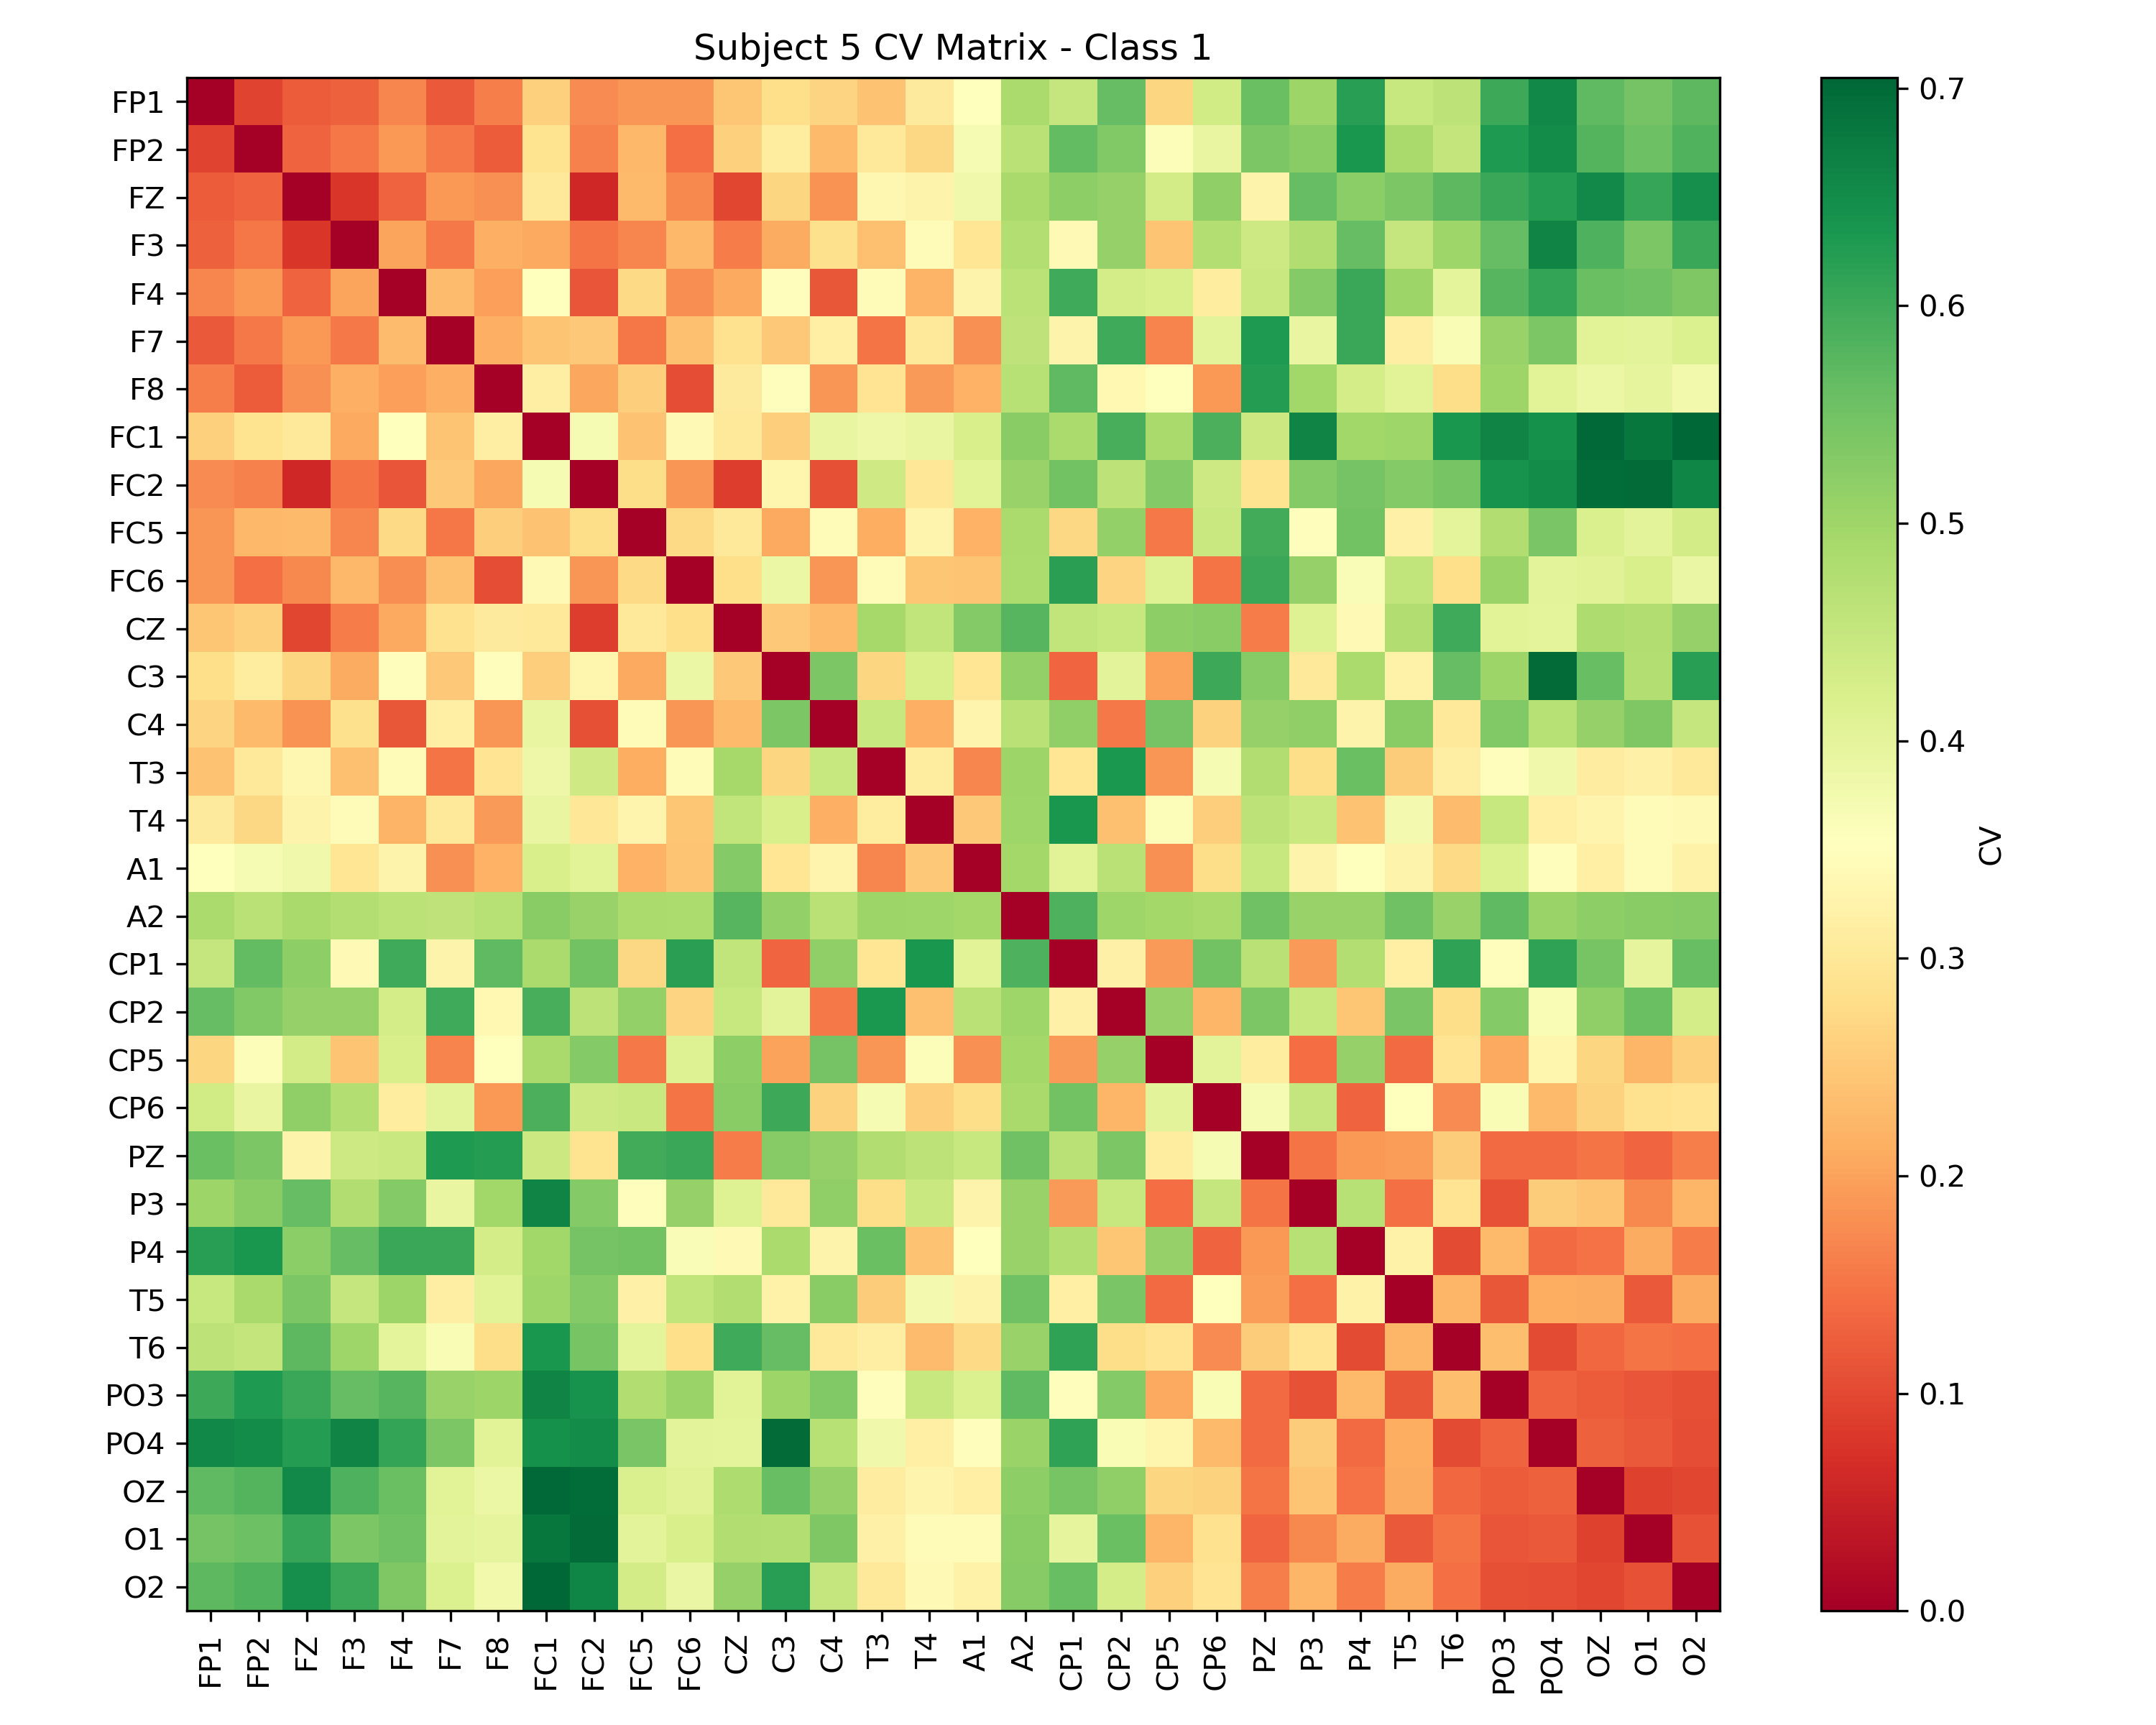 Subject 5 CV Matrix - Class 1
FP1
FP2
FZ
F3
F4
F7
F8
FC1
FC2
FC5
FC6
CZ
C3
C4
T3
T4
A1
A2
CP1
CP2
CP5
CP6
PZ
P3
P4
T5
T6
PO3
PO4
OZ
O1
O2
FP1 FP2 FZ F3 F4 F7 F8 FC1 FC2 FC5 FC6 CZ C3 C4 T3 T4 A1 A2 CP1 CP2 CP5 CP6 PZ P3 P4 T5 T6 PO3 PO4 OZ O1 O2
0.7
0.6
0.5
0.4
0.3
0.2
0.1
0.0
CV